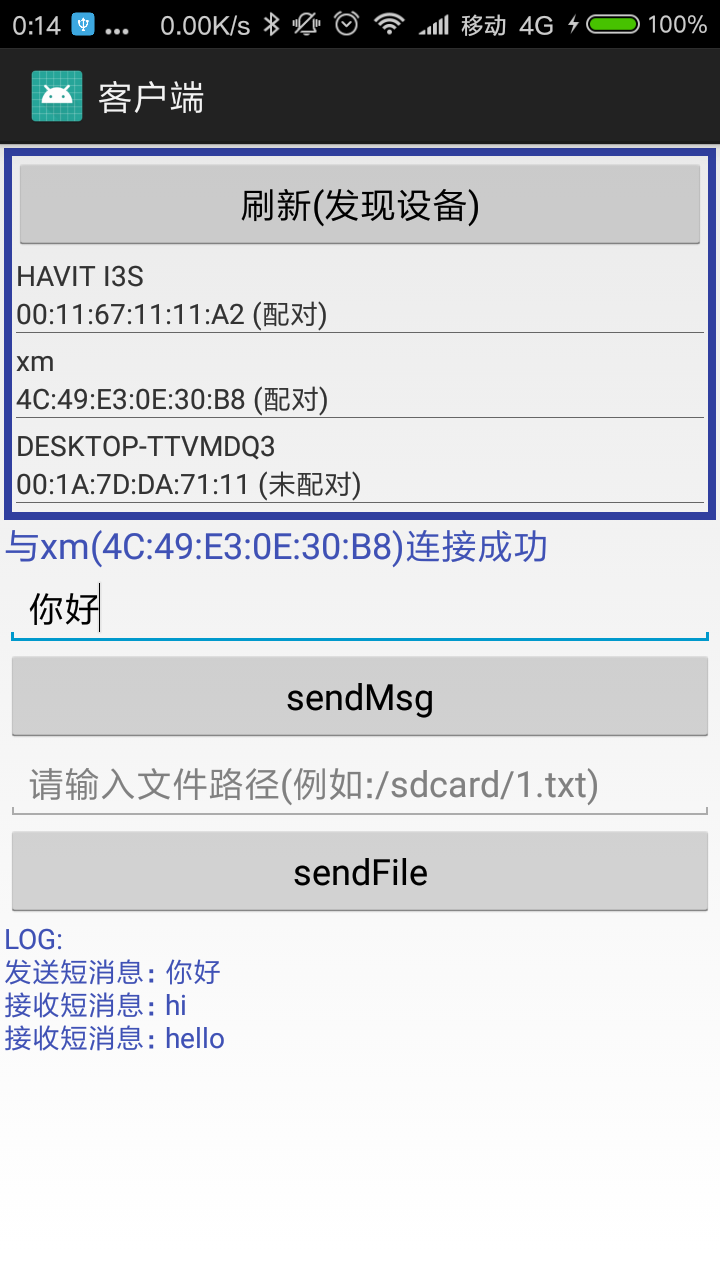 0:14 ... 0.00K/s 移动 4G 100%
客户端
刷新(发现设备)
HAVIT I3S
00:11:67:11:11:A2 (配对)
xm
4C:49:E3:0E:30:B8 (配对)
DESKTOP-TTVMDQ3
00:1A:7D:DA:71:11 (未配对)
与xm(4C:49:E3:0E:30:B8)连接成功
你好
sendMsg
请输入文件路径(例如:/sdcard/1.txt)
sendFile
LOG:
发送短消息：你好
接收短消息：hi
接收短消息：hello